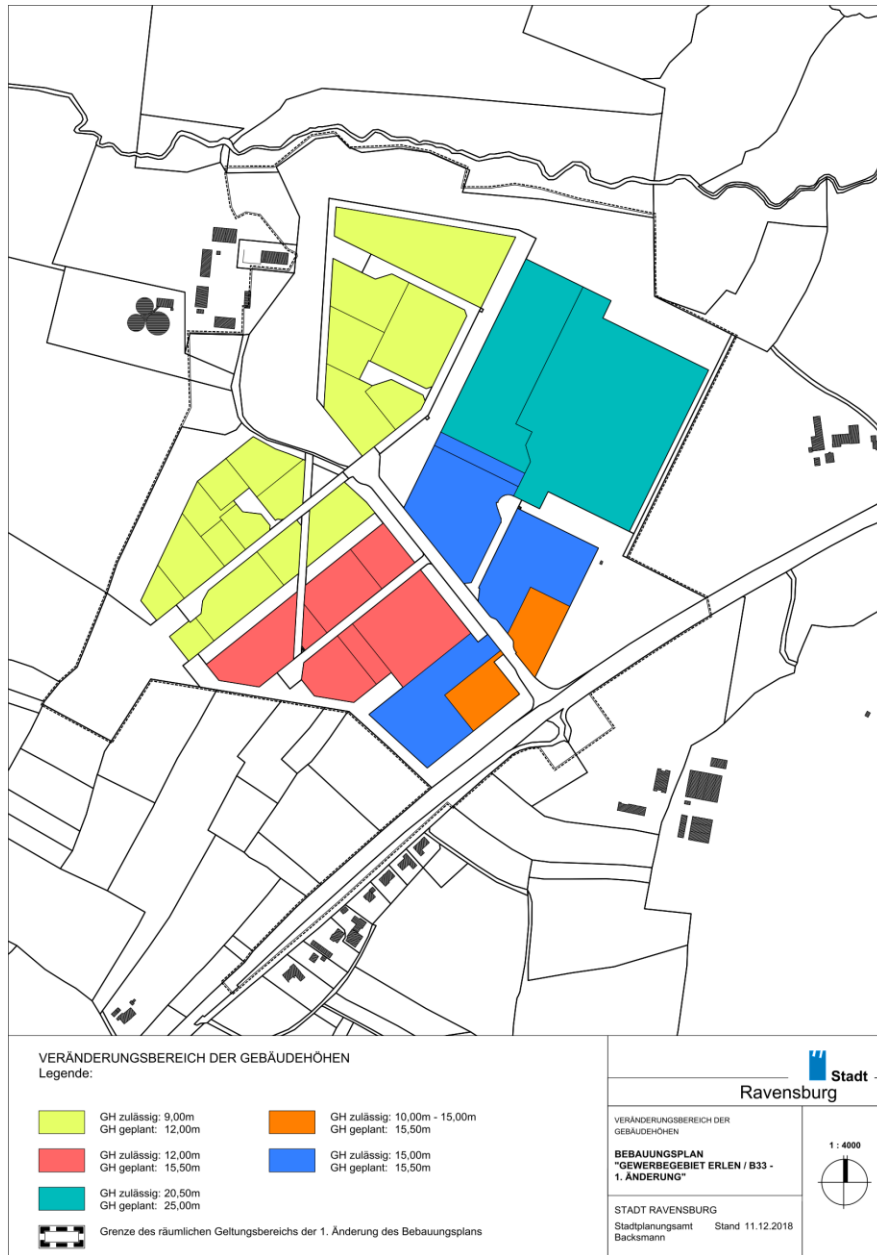 VERÄNDERUNGSBEREICH DER GEBÄUDEHÖHEN
Legende:
GH zulässig: 9,00m
GH geplant: 12,00m
GH zulässig: 12,00m
GH geplant: 15,50m
GH zulässig: 20,50m
GH geplant: 25,00m
GH zulässig: 10,00m - 15,00m
GH geplant: 15,50m
GH zulässig: 15,00m
GH geplant: 15,50m
Grenze des räumlichen Geltungsbereichs der 1. Änderung des Bebauungsplans
Stadt
Ravensburg
VERÄNDERUNGSBEREICH DER
GEBÄUDEHÖHEN
BEBAUUNGSPLAN
"GEWERBEGEBIET ERLEN / B33 -
1. ÄNDERUNG"
1 : 4000
STADT RAVENSBURG
Stadtplanungsamt Stand 11.12.2018
Backsmann